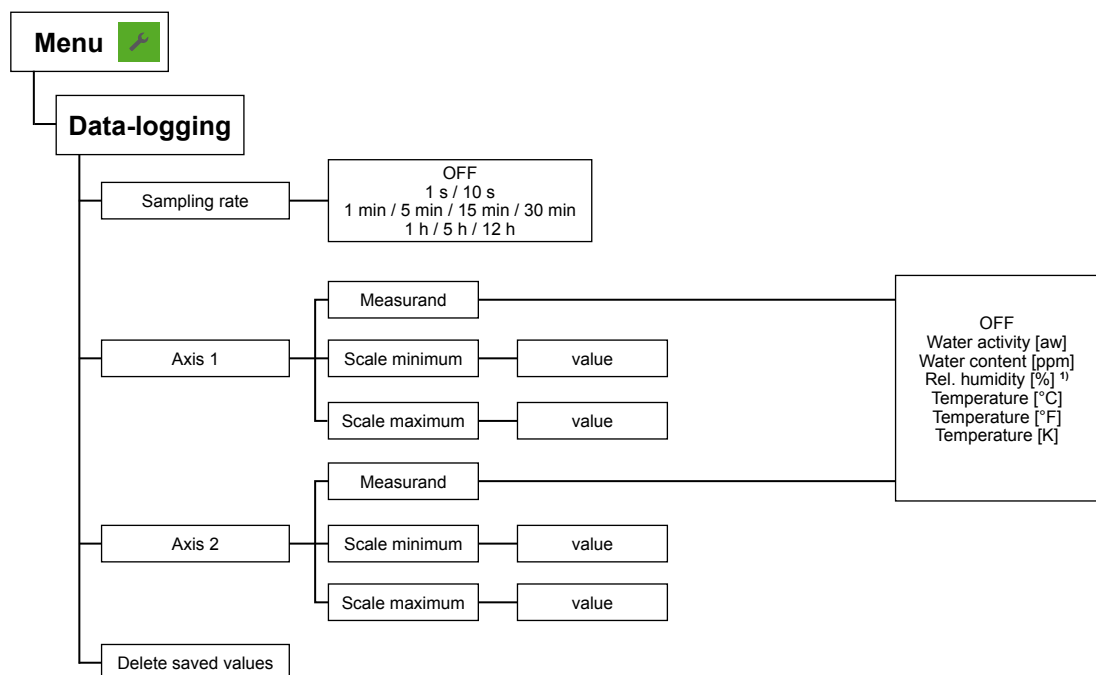 Menu
Data-logging
Sampling rate
OFF
1 s / 10 s
1 min / 5 min / 15 min / 30 min
1 h / 5 h / 12 h
Axis 1
Measurand
Scale minimum
value
Scale maximum
value
OFF
Water activity [aw]
Water content [ppm]
Rel. humidity [%] ¹⁾
Temperature [°C]
Temperature [°F]
Temperature [K]
Axis 2
Measurand
Scale minimum
value
Scale maximum
value
Delete saved values